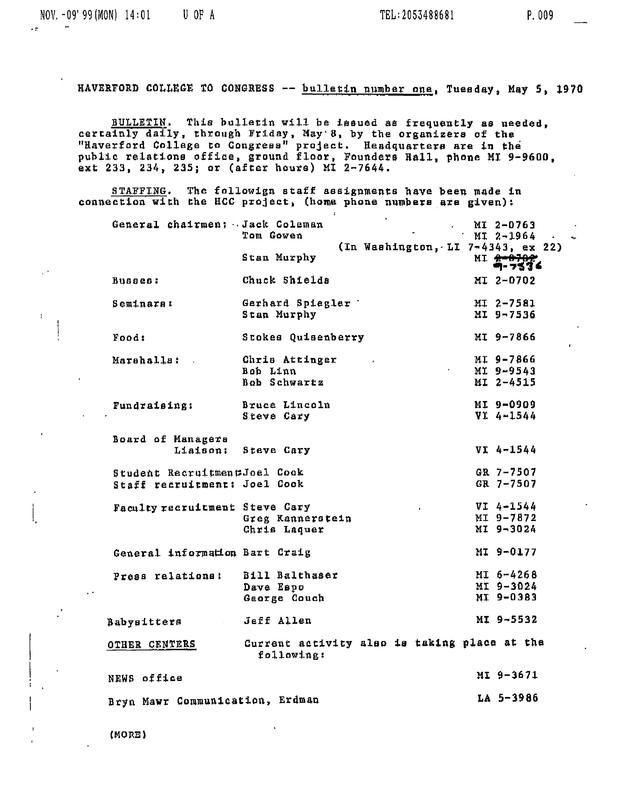 NOV. -09' 99 (MON) 14:01 U OF A TEL:2053488681 P. 009
HAVERFORD COLLEGE TO CONGRESS -- bulletin number one, Tuesday, May 5, 1970
BULLETIN. This bulletin will be issued as frequently as needed,
certainly daily, through Friday, May 8, by the organizers of the
"Haverford College to Congress" project. Headquarters are in the
public relations office, ground floor, Founders Hall, phone MI 9-9600,
ext 233, 234, 235; or (after hours) MI 2-7644.
STAFFING. The followign staff assignments have been made in
connection with the HCC project, (home phone numbers are given):
General chairmen: Jack Coleman MI 2-0763
Tom Gowen MI 2-1964
(In Washington, LI 7-4343, ex 22)
Stan Murphy MI
9-7536
Busses: Chuck Shields MI 2-0702
Seminars: Gerhard Spiegler MI 2-7581
Stan Murphy MI 9-7536
Food: Stokes Quisenberry MI 9-7866
Marshalls: Chris Attinger MI 9-7866
Bob Linn MI 9-9543
Bob Schwartz MI 2-4515
Fundraising: Bruce Lincoln MI 9-0909
Steve Cary VI 4-1544
Board of Managers
Liaison: Steve Cary VI 4-1544
Student Recruitment:Joel Cook GR 7-7507
Staff recruitment: Joel Cook GR 7-7507
Faculty recruitment Steve Cary VI 4-1544
Greg Kannerstein MI 9-7872
Chris Laquer MI 9-3024
General information Bart Craig MI 9-0177
Press relations: Bill Balthaser MI 6-4268
Dave Espo MI 9-3024
George Couch MI 9-0383
Babysitters Jeff Allen MI 9-5532
OTHER CENTERS Current activity also is taking place at the
following:
NEWS office MI 9-3671
Bryn Mawr Communication, Erdman LA 5-3986
(MORE)